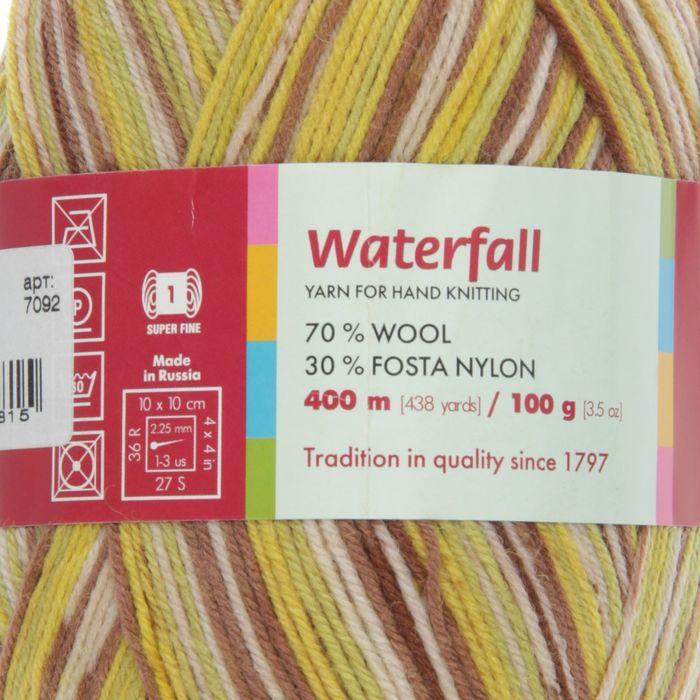 арт:
7092
815
P
30
1
SUPER FINE
Made
in Russia
10 x 10 cm
36 R
2.25 mm
1-3 us
4 x 4 in
27 S
Waterfall
YARN FOR HAND KNITTING
70 % WOOL
30 % FOSTA NYLON
400 m [438 yards] / 100 g [3.5 oz]
Tradition in quality since 1797